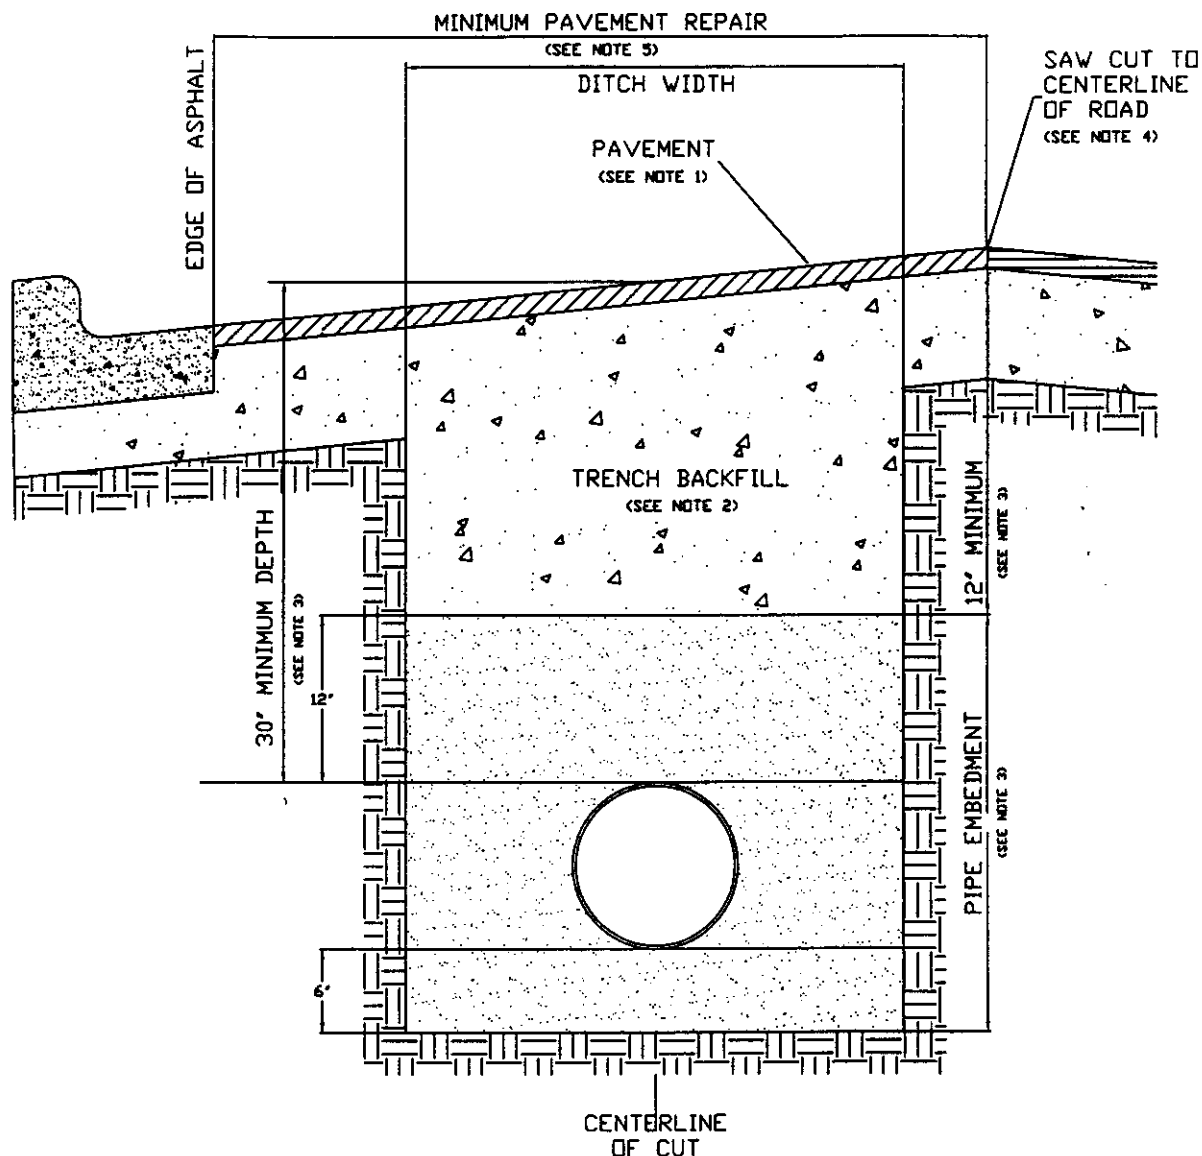 MINIMUM PAVEMENT REPAIR
(SEE NOTE 5)
DITCH WIDTH
EDGE OF ASPHALT
SAW CUT TO
CENTERLINE
OF ROAD
(SEE NOTE 4)
PAVEMENT
(SEE NOTE 1)
TRENCH BACKFILL
(SEE NOTE 2)
30" MINIMUM DEPTH
(SEE NOTE 3)
12" MINIMUM
(SEE NOTE 3)
12"
PIPE EMBEDMENT
(SEE NOTE 3)
6"
CENTERLINE
OF CUT